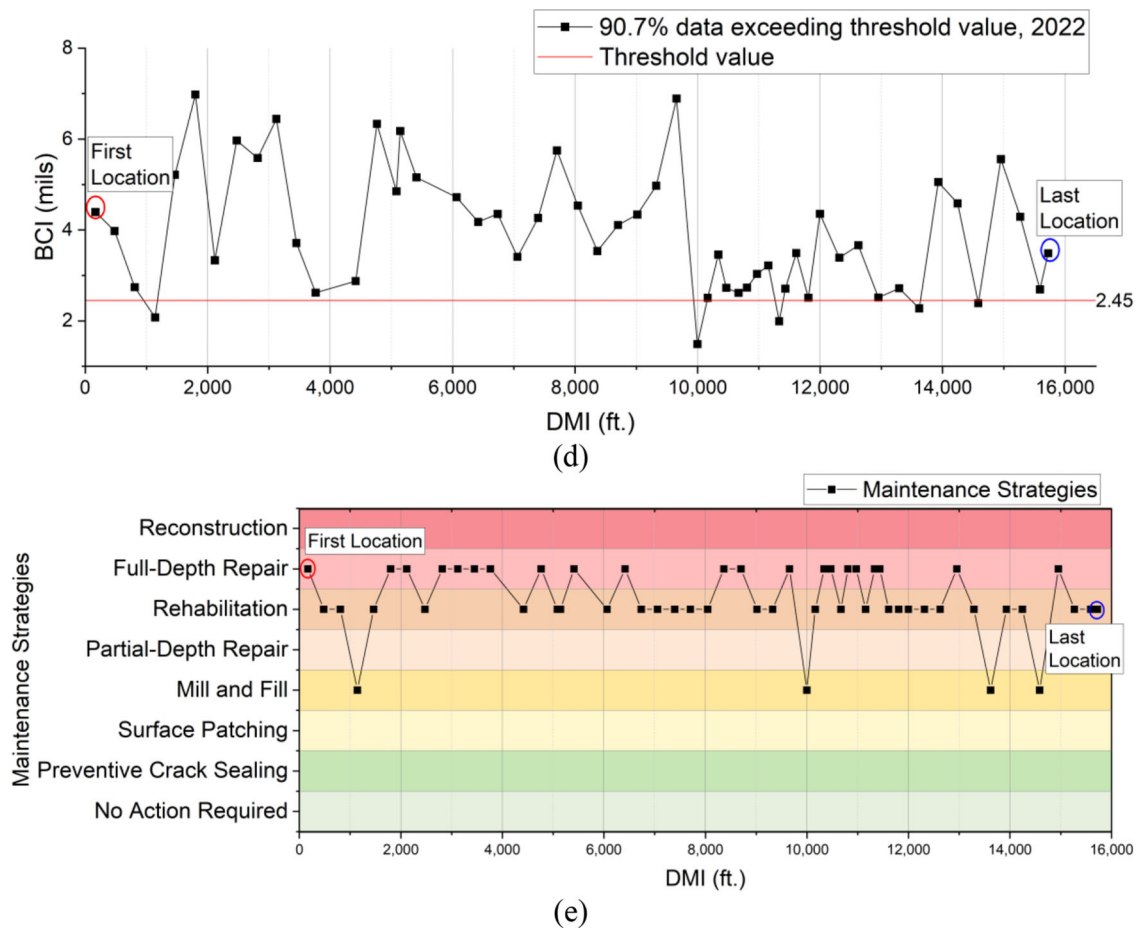 90.7% data exceeding threshold value, 2022
Threshold value
BCI (mils)
8
6
4
2
First
Location
Last
Location
2.45
0
2,000
4,000
6,000
8,000
10,000
12,000
14,000
16,000
DMI (ft.)
(d)
Maintenance Strategies
Maintenance Strategies
Reconstruction
Full-Depth Repair
Rehabilitation
Partial-Depth Repair
Mill and Fill
Surface Patching
Preventive Crack Sealing
No Action Required
First Location
Last
Location
0
2,000
4,000
6,000
8,000
10,000
12,000
14,000
16,000
DMI (ft.)
(e)